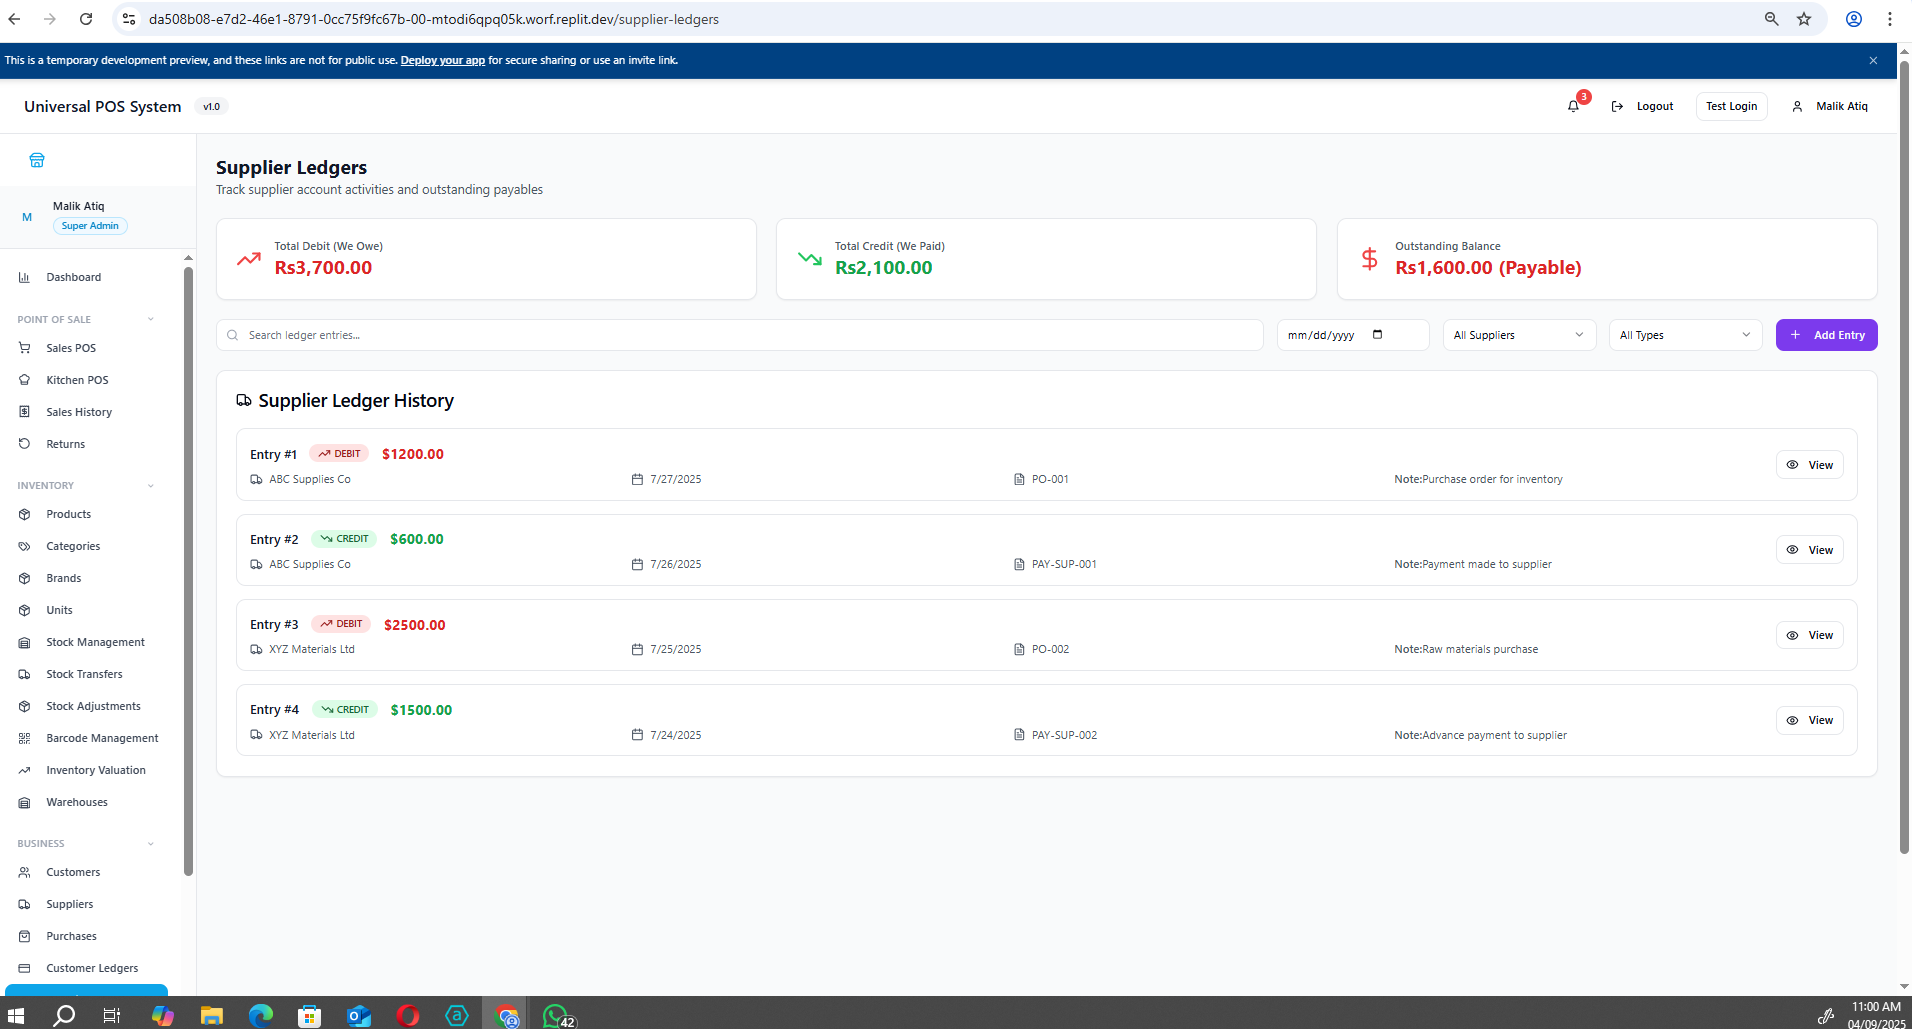 da508b08-e7d2-46e1-8791-0cc75f9fc67b-00-mtodi6qpq05k.worf.replit.dev/supplier-ledgers
This is a temporary development preview, and these links are not for public use. Deploy your app for secure sharing or use an invite link.
Universal POS System v1.0
3
Logout
Test Login
Malik Atiq
M
Malik Atiq
Super Admin
Dashboard
POINT OF SALE
Sales POS
Kitchen POS
Sales History
Returns
INVENTORY
Products
Categories
Brands
Units
Stock Management
Stock Transfers
Stock Adjustments
Barcode Management
Inventory Valuation
Warehouses
BUSINESS
Customers
Suppliers
Purchases
Customer Ledgers
Supplier Ledgers
Track supplier account activities and outstanding payables
Total Debit (We Owe)
Rs3,700.00
Total Credit (We Paid)
Rs2,100.00
Outstanding Balance
Rs1,600.00 (Payable)
Search ledger entries...
mm/dd/yyyy
All Suppliers
All Types
+ Add Entry
Supplier Ledger History
Entry #1 DEBIT $1200.00
ABC Supplies Co 7/27/2025 PO-001 Note:Purchase order for inventory
View
Entry #2 CREDIT $600.00
ABC Supplies Co 7/26/2025 PAY-SUP-001 Note:Payment made to supplier
View
Entry #3 DEBIT $2500.00
XYZ Materials Ltd 7/25/2025 PO-002 Note:Raw materials purchase
View
Entry #4 CREDIT $1500.00
XYZ Materials Ltd 7/24/2025 PAY-SUP-002 Note:Advance payment to supplier
View
42
11:00 AM
04/09/2025